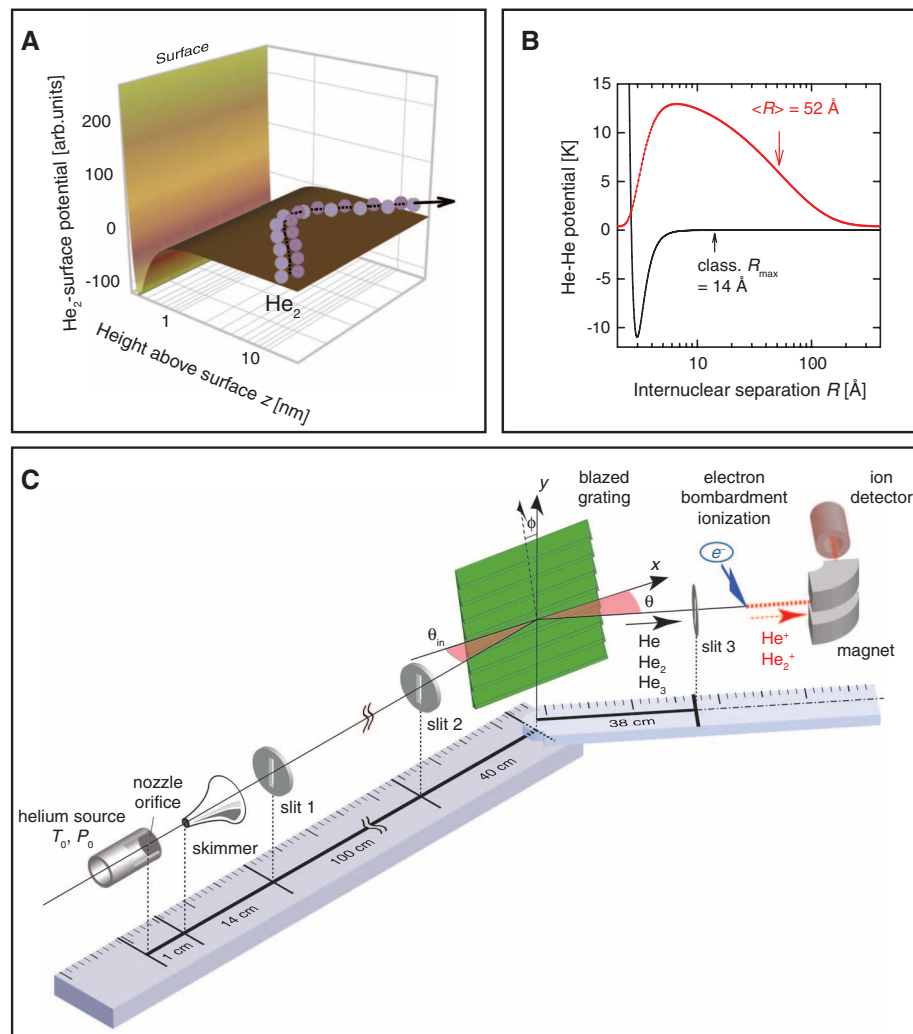 A
Surface
He₂-surface potential [arb.units]
200
100
0
-100
He₂
1
10
Height above surface z [nm]
B
He-He potential [K]
15
10
5
0
-5
-10
<R> = 52 Å
class. Rmax
= 14 Å
10
100
Internuclear separation R [Å]
C
y
ϕ
blazed
grating
electron
bombardment
ionization
ion
detector
e⁻
x
θ
θin
He
He₂
He₃
slit 3
He⁺
He₂⁺
magnet
slit 2
38 cm
40 cm
slit 1
nozzle
orifice
helium source
T₀, P₀
skimmer
100 cm
14 cm
1 cm